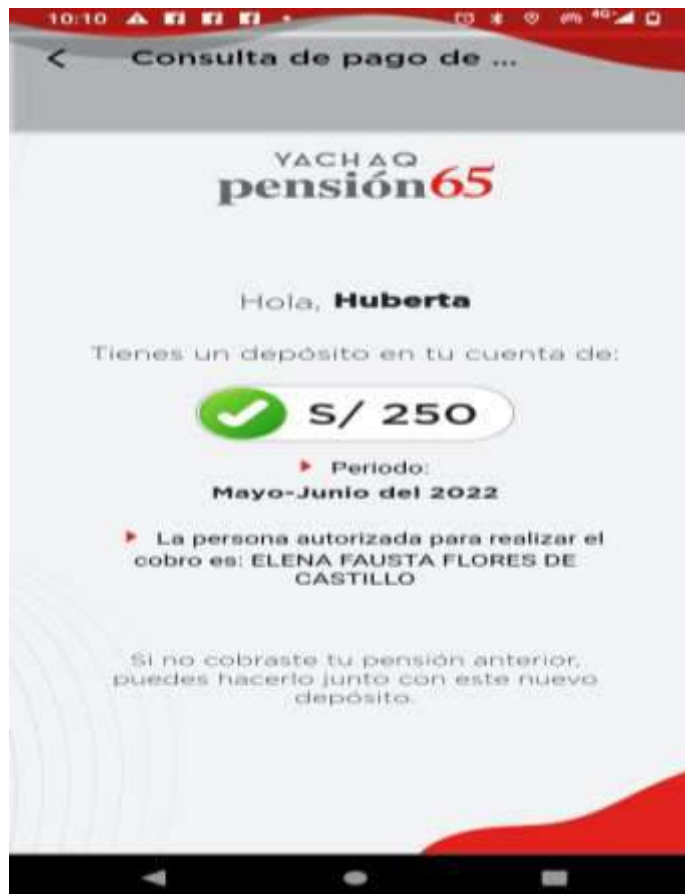 10:10
4G+
Consulta de pago de ...
YACHAQ
pensión65
Hola, Huberta
Tienes un depósito en tu cuenta de:
S/ 250
Periodo:
Mayo-Junio del 2022
La persona autorizada para realizar el
cobro es: ELENA FAUSTA FLORES DE
CASTILLO
Si no cobraste tu pensión anterior,
puedes hacerlo junto con este nuevo
depósito.